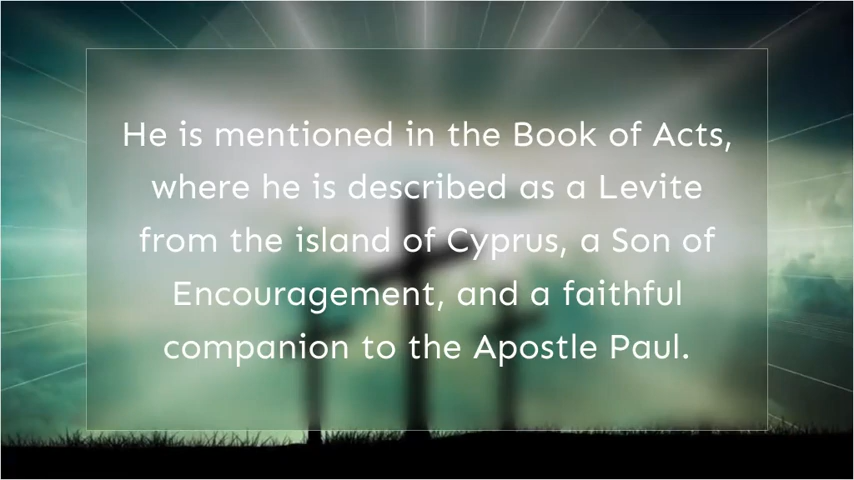 He is mentioned in the Book of Acts,
where he is described as a Levite
from the island of Cyprus, a Son of
Encouragement, and a faithful
companion to the Apostle Paul.